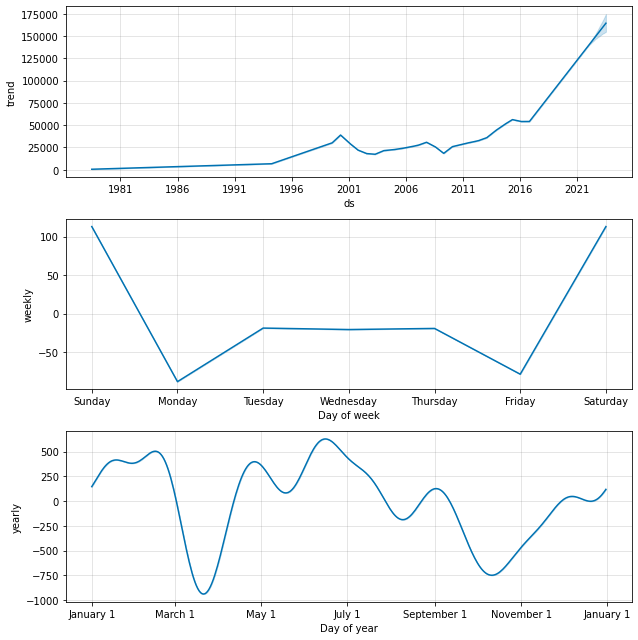 175000
150000
125000
100000
75000
50000
25000
0
trend
1981 1986 1991 1996 2001 2006 2011 2016 2021
ds
100
50
0
−50
weekly
Sunday Monday Tuesday Wednesday Thursday Friday Saturday
Day of week
500
250
0
−250
−500
−750
−1000
yearly
January 1 March 1 May 1 July 1 September 1 November 1 January 1
Day of year